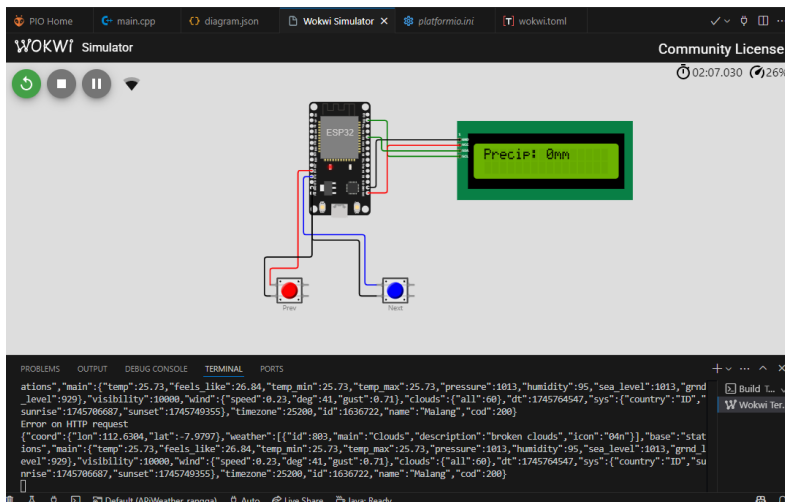 PIO Home
main.cpp
diagram.json
Wokwi Simulator
platformio.ini
wokwi.toml
WOKWI Simulator
Community License
02:07.030
26%
ESP32
Precip: 0mm
Prev
Next
PROBLEMS OUTPUT DEBUG CONSOLE TERMINAL PORTS
ations","main":{"temp":25.73,"feels_like":26.84,"temp_min":25.73,"temp_max":25.73,"pressure":1013,"humidity":95,"sea_level":1013,"grnd
_level":929},"visibility":10000,"wind":{"speed":0.23,"deg":41,"gust":0.71},"clouds":{"all":60},"dt":1745764547,"sys":{"country":"ID","
sunrise":1745706687,"sunset":1745749355},"timezone":25200,"id":1636722,"name":"Malang","cod":200}
Error on HTTP request
{"coord":{"lon":112.6304,"lat":-7.9797},"weather":[{"id":803,"main":"Clouds","description":"broken clouds","icon":"04n"}],"base":"stat
ions","main":{"temp":25.73,"feels_like":26.84,"temp_min":25.73,"temp_max":25.73,"pressure":1013,"humidity":95,"sea_level":1013,"grnd_l
evel":929},"visibility":10000,"wind":{"speed":0.23,"deg":41,"gust":0.71},"clouds":{"all":60},"dt":1745764547,"sys":{"country":"ID","su
nrise":1745706687,"sunset":1745749355},"timezone":25200,"id":1636722,"name":"Malang","cod":200}
Build T...
Wokwi Ter...
Default (APIWeather_rangga)
Auto
Live Share
Java: Ready